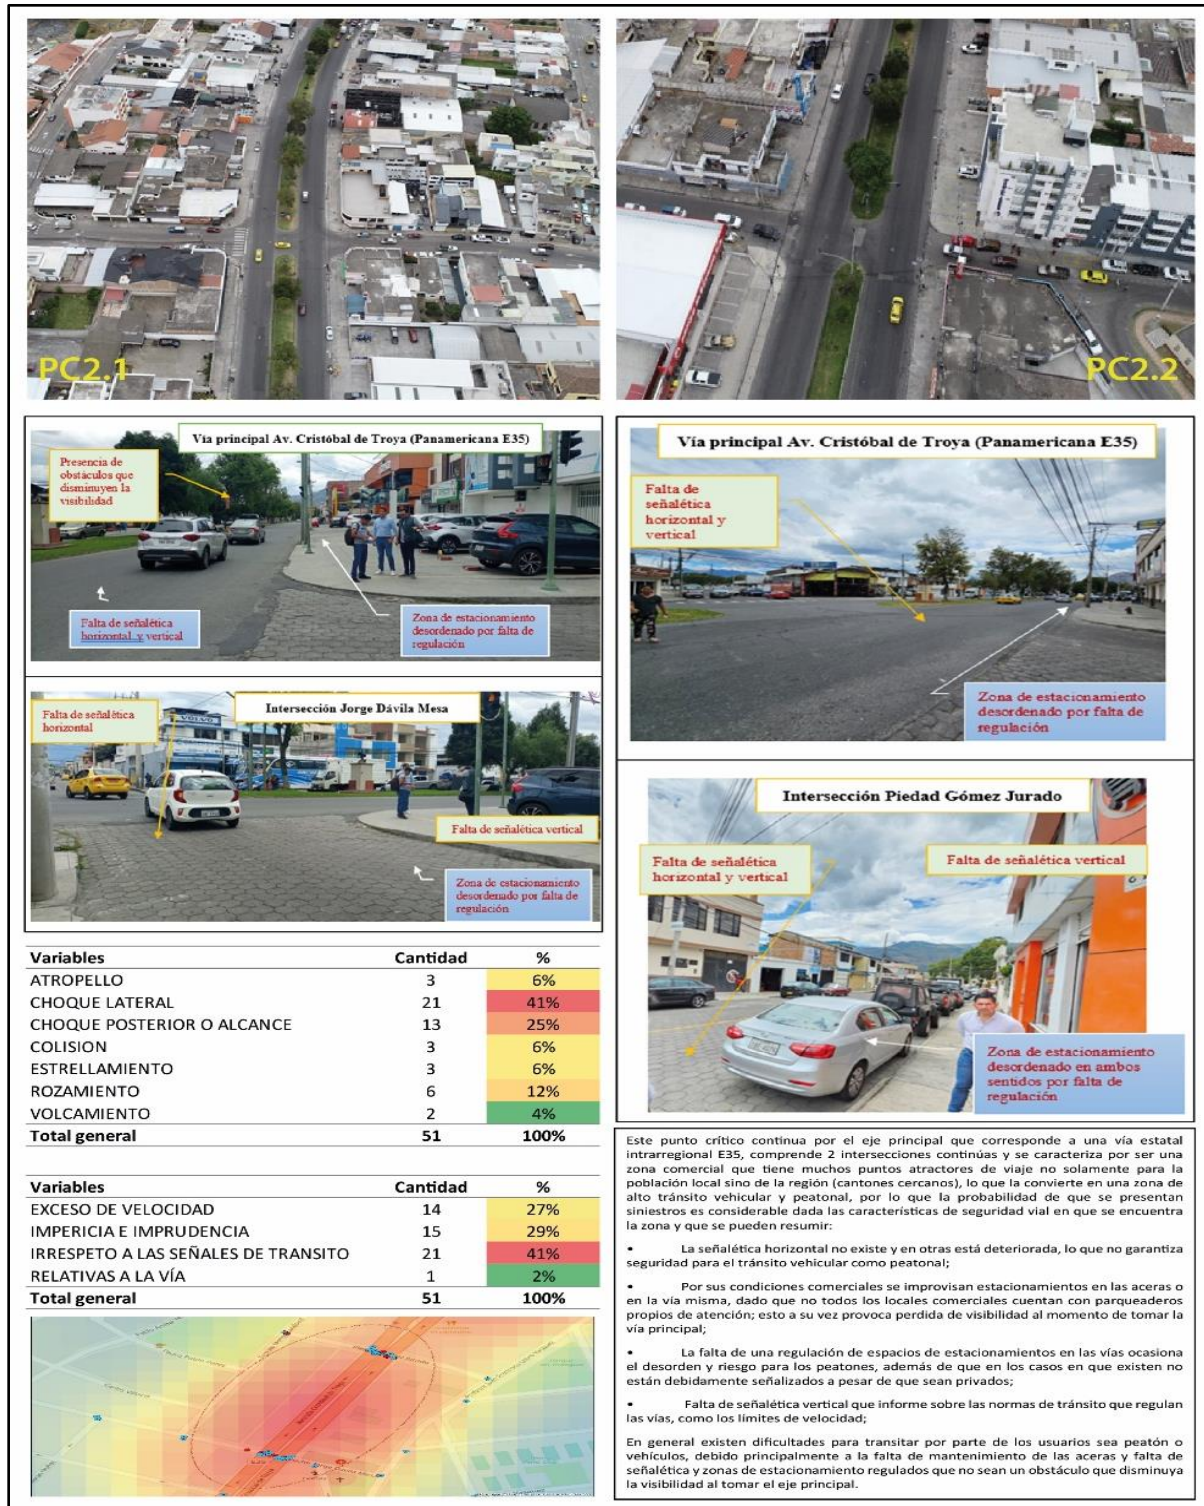 PC2.1
PC2.2
Vía principal Av. Cristóbal de Troya (Panamericana E35)
Presencia de
obstáculos que
disminuyen la
visibilidad
Falta de señalética
horizontal y vertical
Zona de estacionamiento
desordenado por falta de
regulación
Intersección Jorge Dávila Mesa
Falta de señalética
horizontal
VOLVO
Falta de señalética vertical
Zona de estacionamiento
desordenado por falta de
regulación
Vía principal Av. Cristóbal de Troya (Panamericana E35)
Falta de
señalética
horizontal y
vertical
Zona de estacionamiento
desordenado por falta de
regulación
Intersección Piedad Gómez Jurado
Falta de señalética
horizontal y vertical
Falta de señalética vertical
Zona de estacionamiento
desordenado en ambos
sentidos por falta de
regulación
Variables Cantidad %
ATROPELLO 3 6%
CHOQUE LATERAL 21 41%
CHOQUE POSTERIOR O ALCANCE 13 25%
COLISION 3 6%
ESTRELLAMIENTO 3 6%
ROZAMIENTO 6 12%
VOLCAMIENTO 2 4%
Total general 51 100%
Variables Cantidad %
EXCESO DE VELOCIDAD 14 27%
IMPERICIA E IMPRUDENCIA 15 29%
IRRESPETO A LAS SEÑALES DE TRANSITO 21 41%
RELATIVAS A LA VÍA 1 2%
Total general 51 100%
Este punto crítico continua por el eje principal que corresponde a una vía estatal
intrarregional E35, comprende 2 intersecciones continúas y se caracteriza por ser una
zona comercial que tiene muchos puntos atractores de viaje no solamente para la
población local sino de la región (cantones cercanos), lo que la convierte en una zona de
alto tránsito vehicular y peatonal, por lo que la probabilidad de que se presentan
siniestros es considerable dada las características de seguridad vial en que se encuentra
la zona y que se pueden resumir:
• La señalética horizontal no existe y en otras está deteriorada, lo que no garantiza
seguridad para el tránsito vehicular como peatonal;
• Por sus condiciones comerciales se improvisan estacionamientos en las aceras o
en la vía misma, dado que no todos los locales comerciales cuentan con parqueaderos
propios de atención; esto a su vez provoca perdida de visibilidad al momento de tomar la
vía principal;
• La falta de una regulación de espacios de estacionamientos en las vías ocasiona
el desorden y riesgo para los peatones, además de que en los casos en que existen no
están debidamente señalizados a pesar de que sean privados;
• Falta de señalética vertical que informe sobre las normas de tránsito que regulan
las vías, como los límites de velocidad;
En general existen dificultades para transitar por parte de los usuarios sea peatón o
vehículos, debido principalmente a la falta de mantenimiento de las aceras y falta de
señalética y zonas de estacionamiento regulados que no sean un obstáculo que disminuya
la visibilidad al tomar el eje principal.